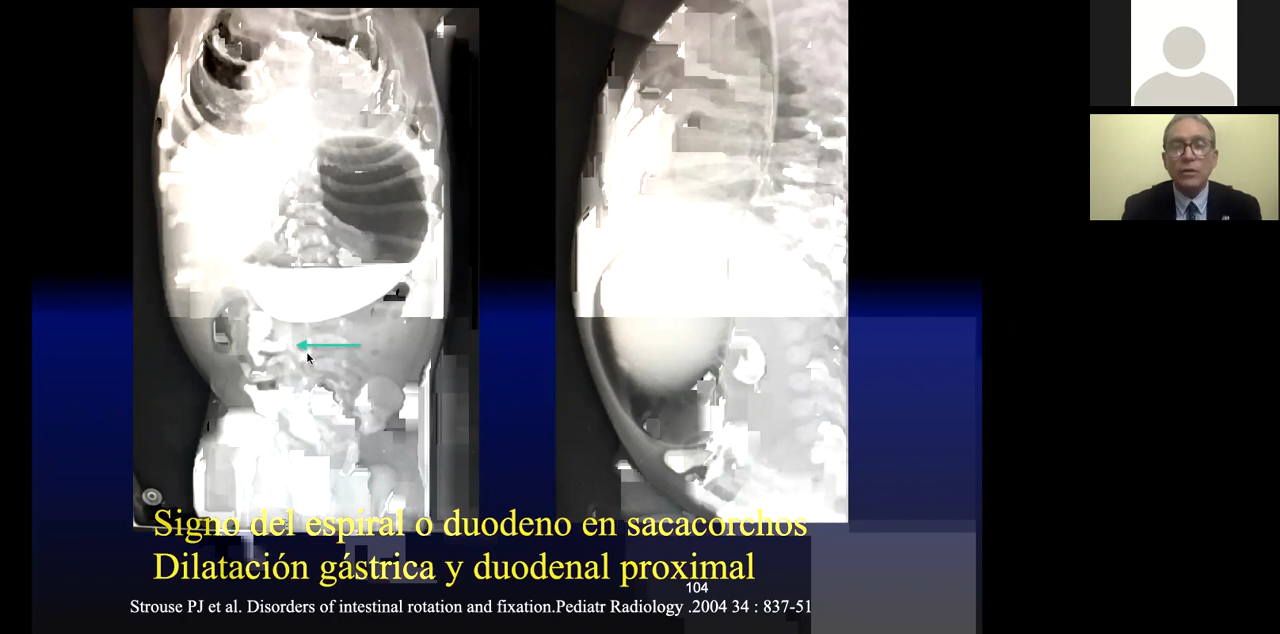 Signo del espiral o duodeno en sacacorchos
Dilatación gástrica y duodenal proximal
104
Strouse PJ et al. Disorders of intestinal rotation and fixation.Pediatr Radiology .2004 34 : 837-51